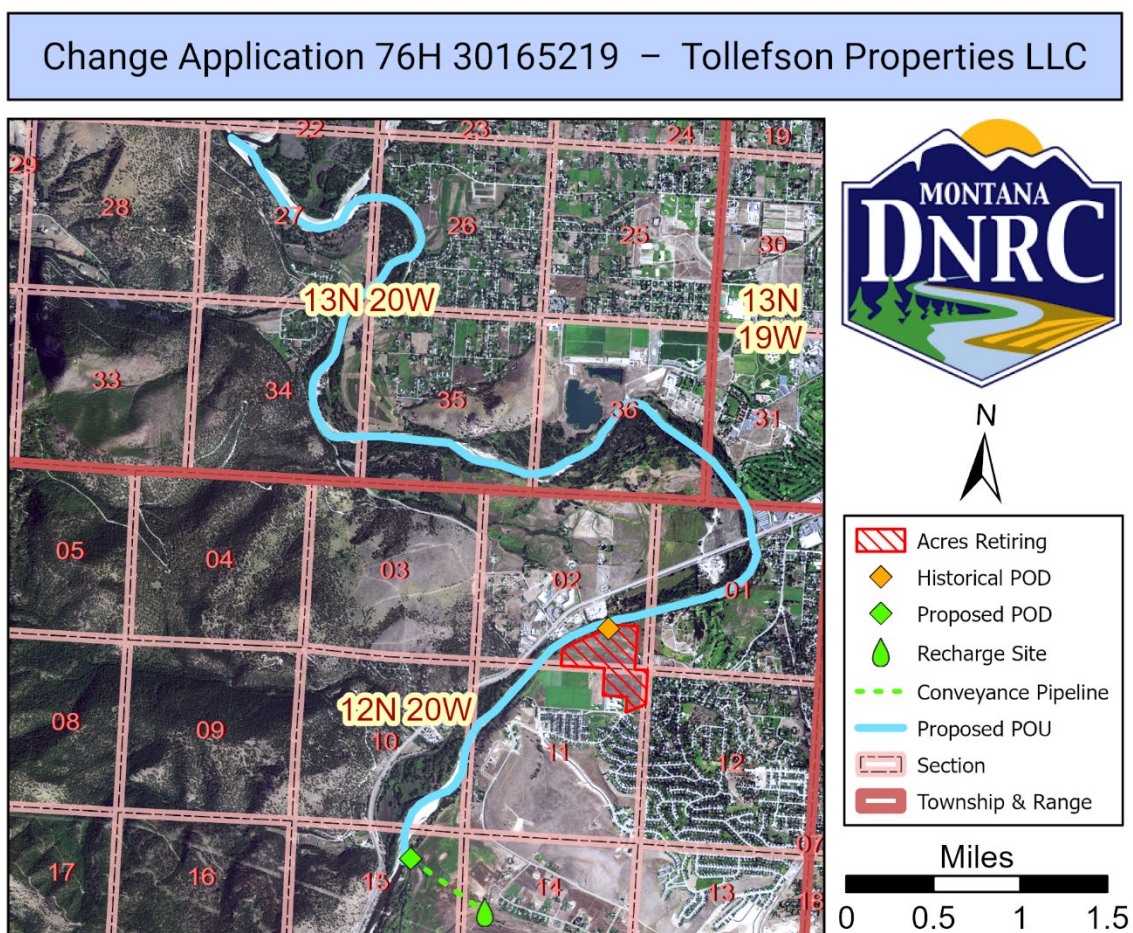 Change Application 76H 30165219 – Tollefson Properties LLC
22
23
24
19
29
28
27
26
25
30
13N 20W
13N
19W
33
34
35
36
31
05
04
03
02
01
12N 20W
08
09
10
11
12
07
17
16
15
14
13
18
MONTANA
DNRC
N
Acres Retiring
Historical POD
Proposed POD
Recharge Site
Conveyance Pipeline
Proposed POU
Section
Township & Range
Miles
0 0.5 1 1.5